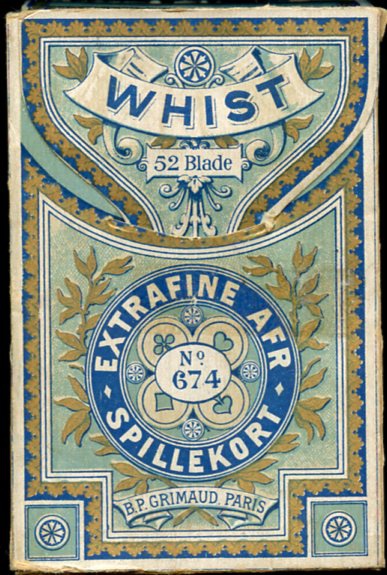 WHIST
52 Blade
EXTRAFINE AFR
Nº
674
SPILLEKORT
B.P. GRIMAUD. PARIS